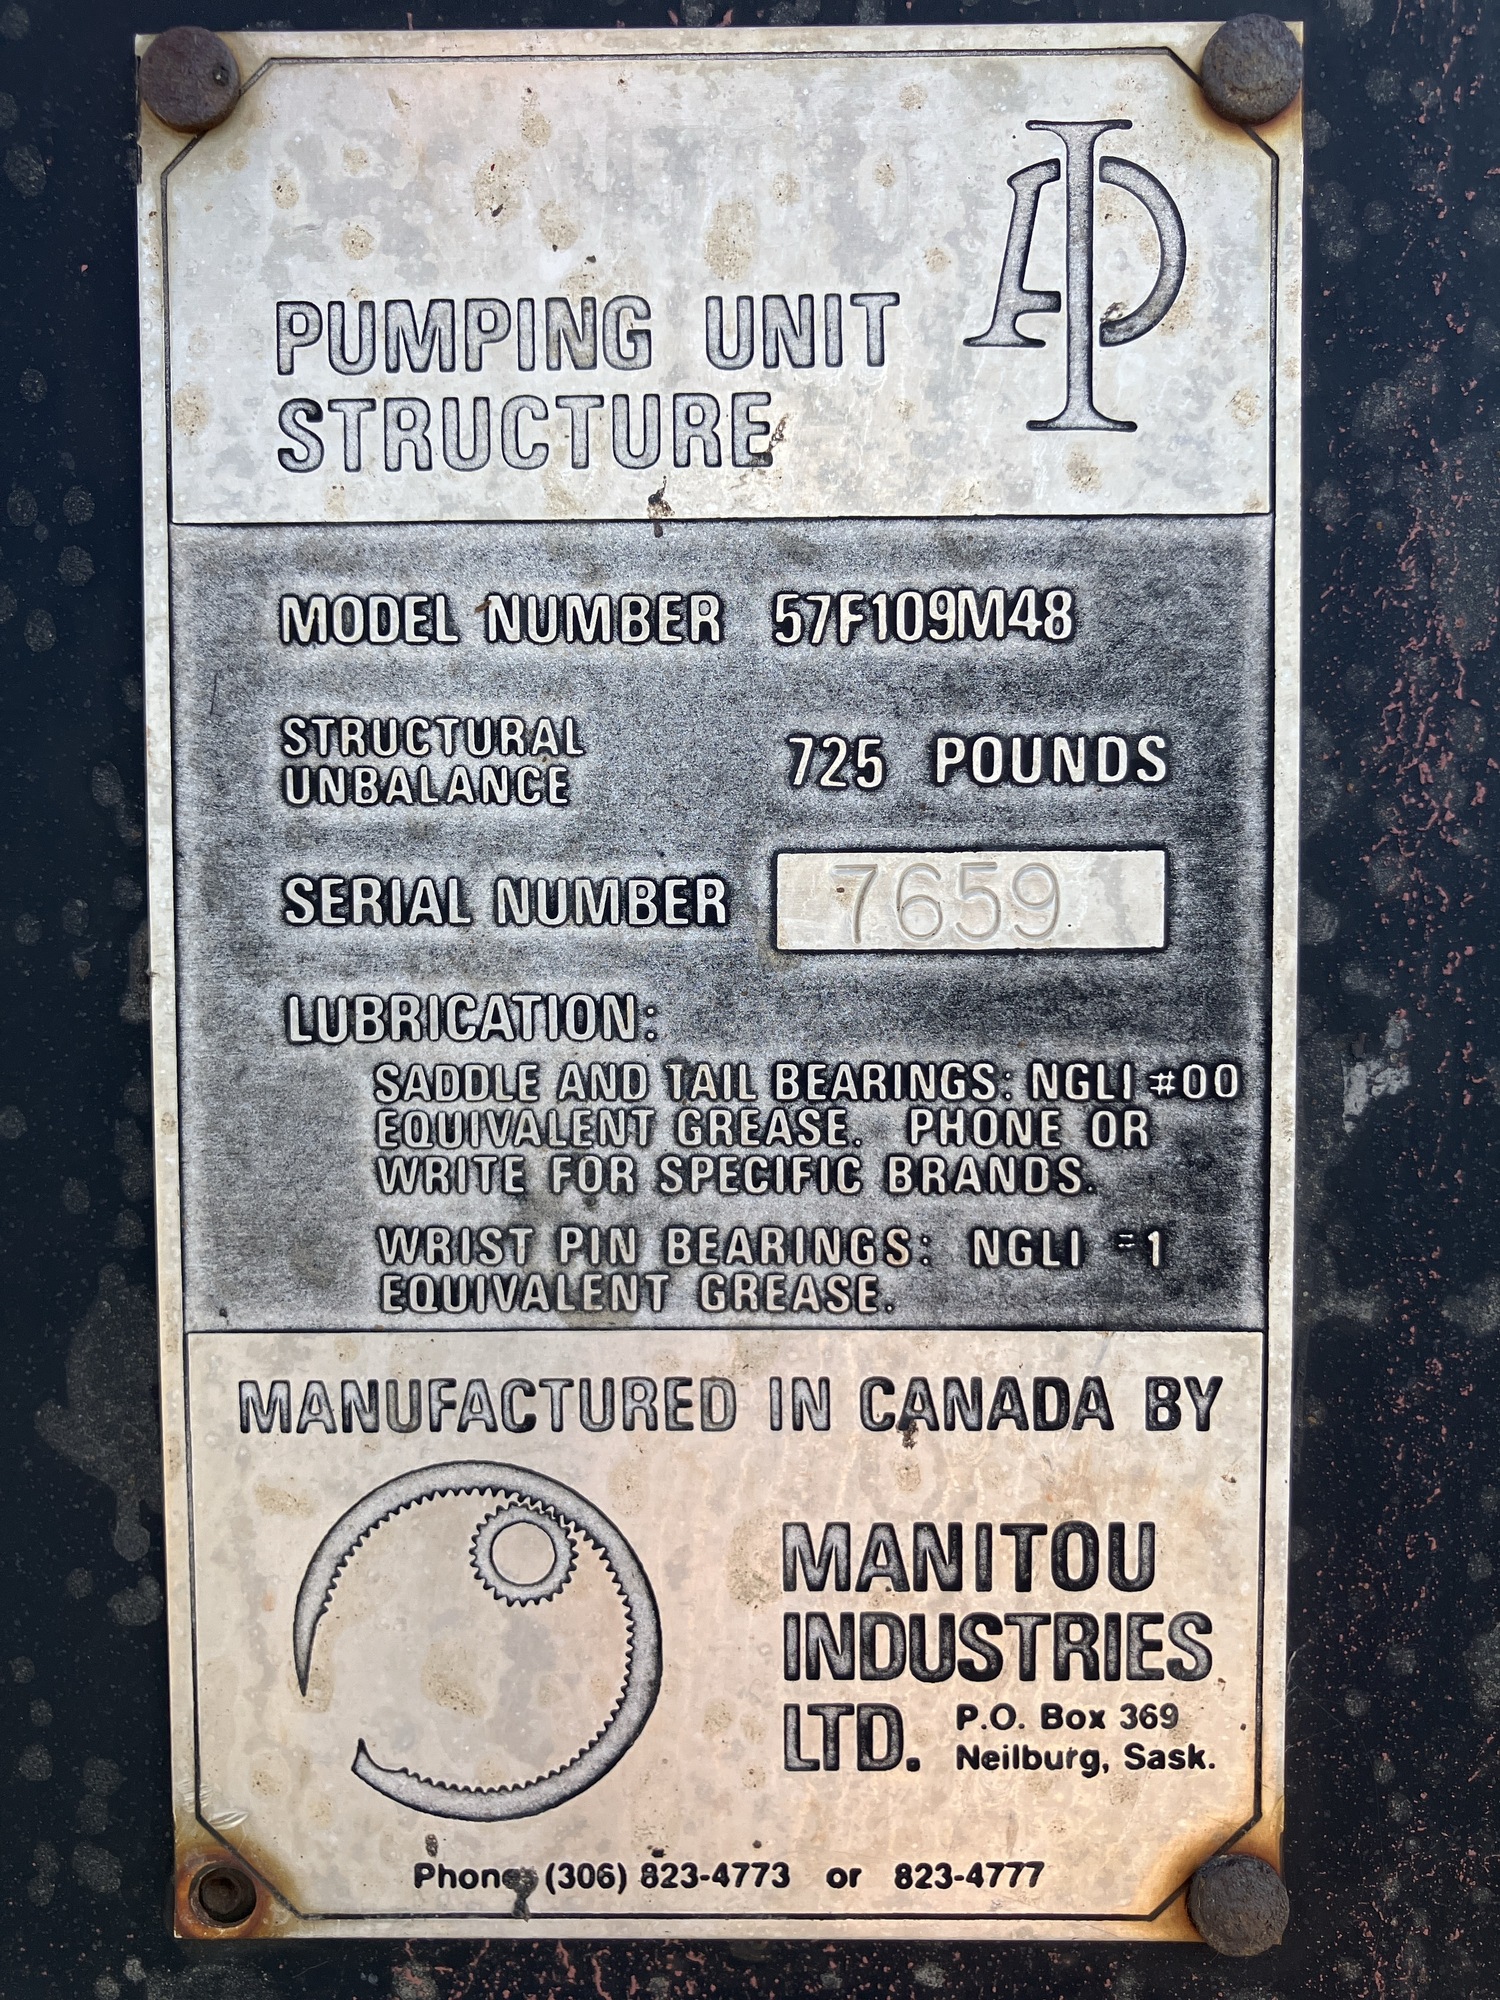 API
PUMPING UNIT
STRUCTURE
MODEL NUMBER 57F109M48
STRUCTURAL
UNBALANCE
725 POUNDS
SERIAL NUMBER 7659
LUBRICATION:
SADDLE AND TAIL BEARINGS: NGLI #00
EQUIVALENT GREASE. PHONE OR
WRITE FOR SPECIFIC BRANDS.
WRIST PIN BEARINGS: NGLI =1
EQUIVALENT GREASE.
MANUFACTURED IN CANADA BY
MANITOU
INDUSTRIES
LTD.
P.O. Box 369
Neilburg, Sask.
Phone (306) 823-4773 or 823-4777